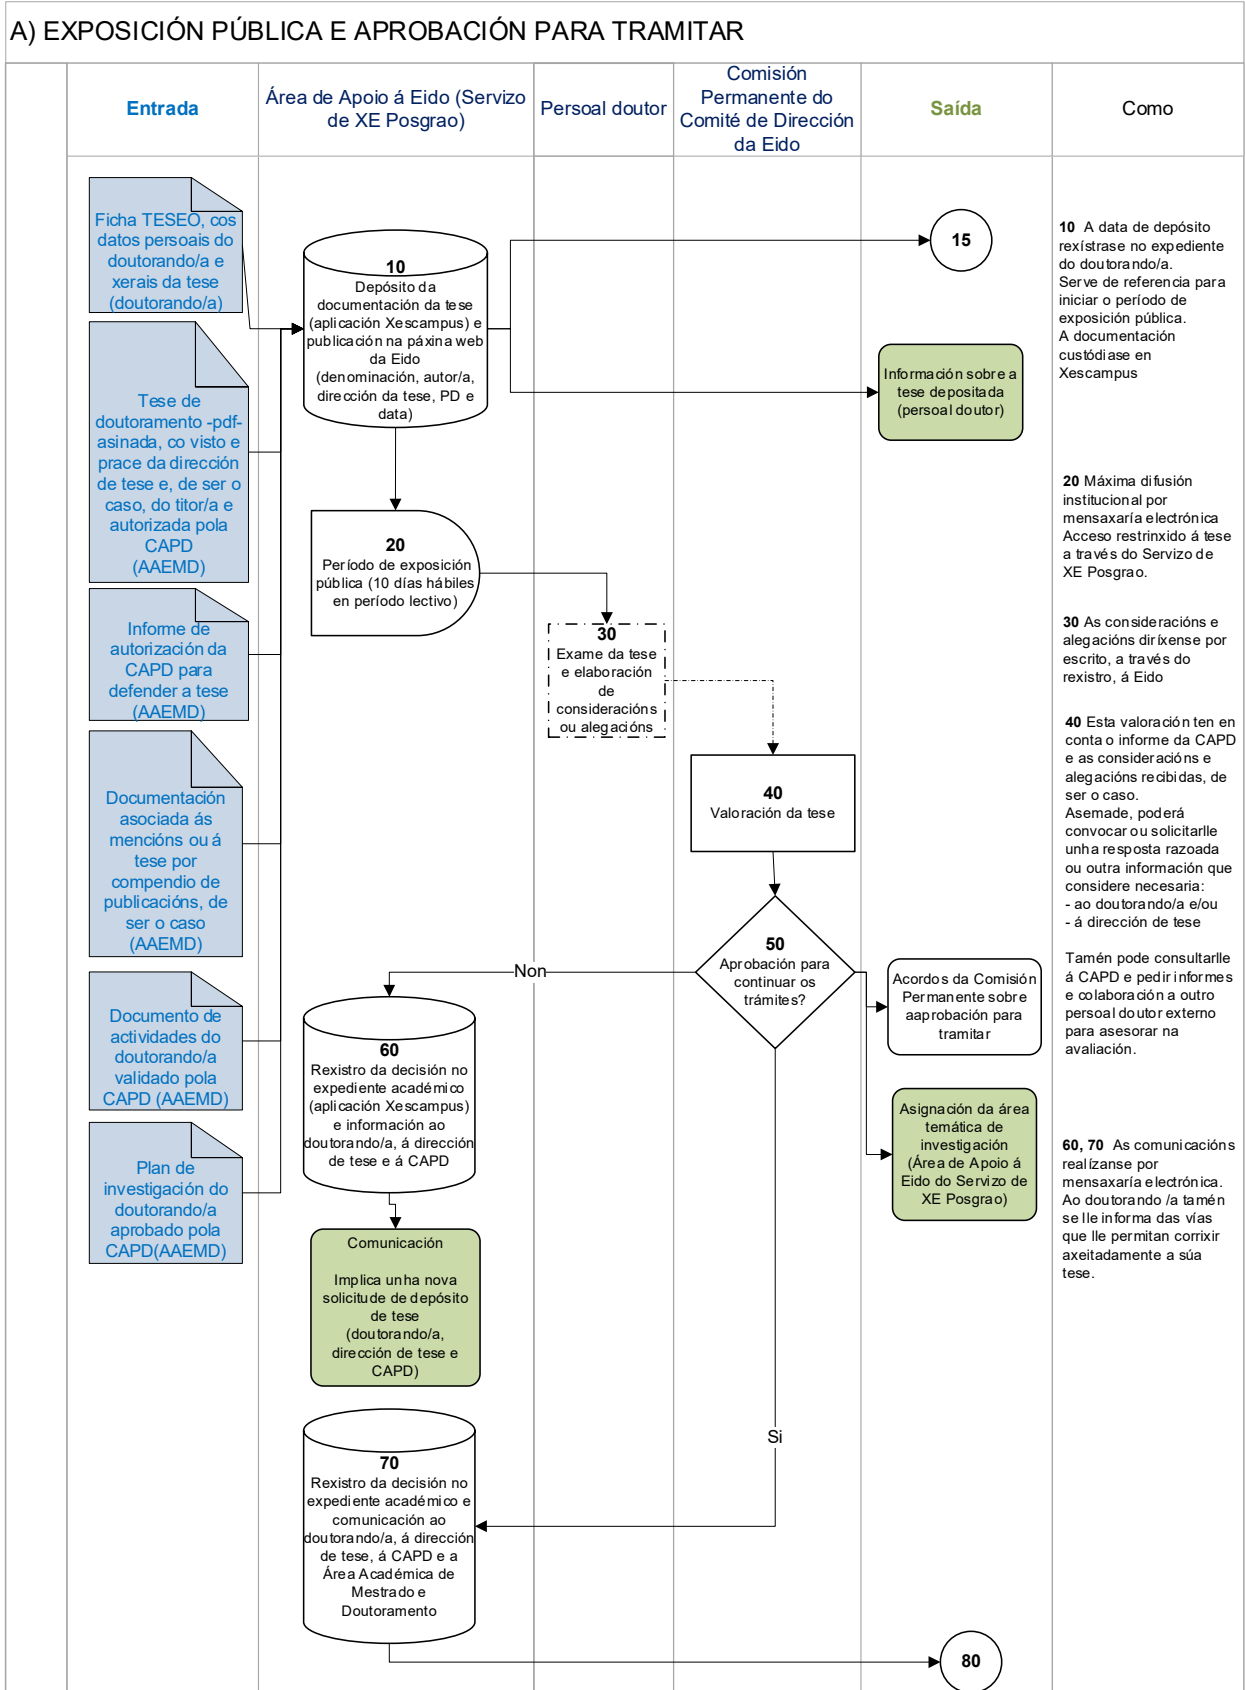 A) EXPOSICIÓN PÚBLICA E APROBACIÓN PARA TRAMITAR
Entrada
Área de Apoio á Eido (Servizo
de XE Posgrao)
Persoal doutor
Comisión
Permanente do
Comité de Dirección
da Eido
Saída
Como
Ficha TESEO, cos
datos persoais do
doutorando/a e
xerais da tese
(doutorando/a)
Tese de
doutoramento -pdf-
asinada, co visto e
prace da dirección
de tese e, de ser o
caso, do titor/a e
autorizada pola
CAPD
(AAEMD)
Informe de
autorización da
CAPD para
defender a tese
(AAEMD)
Documentación
asociada ás
mencións ou á
tese por
compendio de
publicacións, de
ser o caso
(AAEMD)
Documento de
actividades do
doutorando/a
validado pola
CAPD (AAEMD)
Plan de
investigación do
doutorando/a
aprobado pola
CAPD(AAEMD)
10
Depósito da
documentación da tese
(aplicación Xescampus) e
publicación na páxina web
da Eido
(denominación, autor/a,
dirección da tese, PD e
data)
20
Período de exposición
pública (10 días hábiles
en período lectivo)
30
Exame da tese
e elaboración
de
consideracións
ou alegacións
40
Valoración da tese
50
Aprobación para
continuar os
trámites?
Non
Si
60
Rexistro da decisión no
expediente académico
(aplicación Xescampus)
e información ao
doutorando/a, á dirección
de tese e á CAPD
Comunicación
Implica unha nova
solicitude de depósito
de tese
(doutorando/a,
dirección de tese e
CAPD)
70
Rexistro da decisión no
expediente académico e
comunicación ao
doutorando/a, á dirección
de tese, á CAPD e a
Área Académica de
Mestrado e
Doutoramento
15
Información sobre a
tese depositada
(persoal doutor)
Acordos da Comisión
Permanente sobre
aaprobación para
tramitar
Asignación da área
temática de
investigación
(Área de Apoio á
Eido do Servizo de
XE Posgrao)
80
10 A data de depósito
rexístrase no expediente
do doutorando/a.
Serve de referencia para
iniciar o período de
exposición pública.
A documentación
custódiase en
Xescampus
20 Máxima difusión
institucional por
mensaxaría electrónica
Acceso restrinxido á tese
a través do Servizo de
XE Posgrao.
30 As consideracións e
alegacións diríxense por
escrito, a través do
rexistro, á Eido
40 Esta valoración ten en
conta o informe da CAPD
e as consideracións e
alegacións recibidas, de
ser o caso.
Asemade, poderá
convocar ou solicitarlle
unha resposta razoada
ou outra información que
considere necesaria:
- ao doutorando/a e/ou
- á dirección de tese
Tamén pode consultarlle
á CAPD e pedir informes
e colaboración a outro
persoal doutor externo
para asesorar na
avaliación.
60, 70 As comunicacións
realízanse por
mensaxaría electrónica.
Ao doutorando /a tamén
se lle informa das vías
que lle permitan corrixir
axeitadamente a súa
tese.